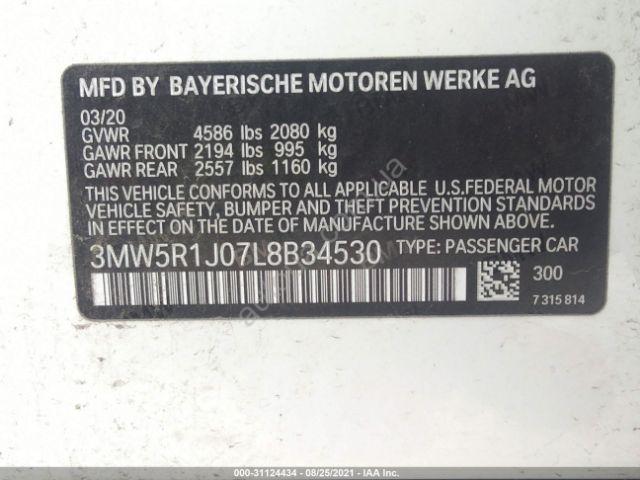 MFD BY BAYERISCHE MOTOREN WERKE AG
03/20
GVWR 4586 lbs 2080 kg
GAWR FRONT 2194 lbs 995 kg
GAWR REAR 2557 lbs 1160 kg
THIS VEHICLE CONFORMS TO ALL APPLICABLE U.S.FEDERAL MOTOR
VEHICLE SAFETY, BUMPER, AND THEFT PREVENTION STANDARDS
IN EFFECT ON THE DATE OF MANUFACTURE SHOWN ABOVE.
3MW5R1J07L8B34530 TYPE: PASSENGER CAR
300
7 315 814
000-31124434 - 08/25/2021 - IAA Inc.